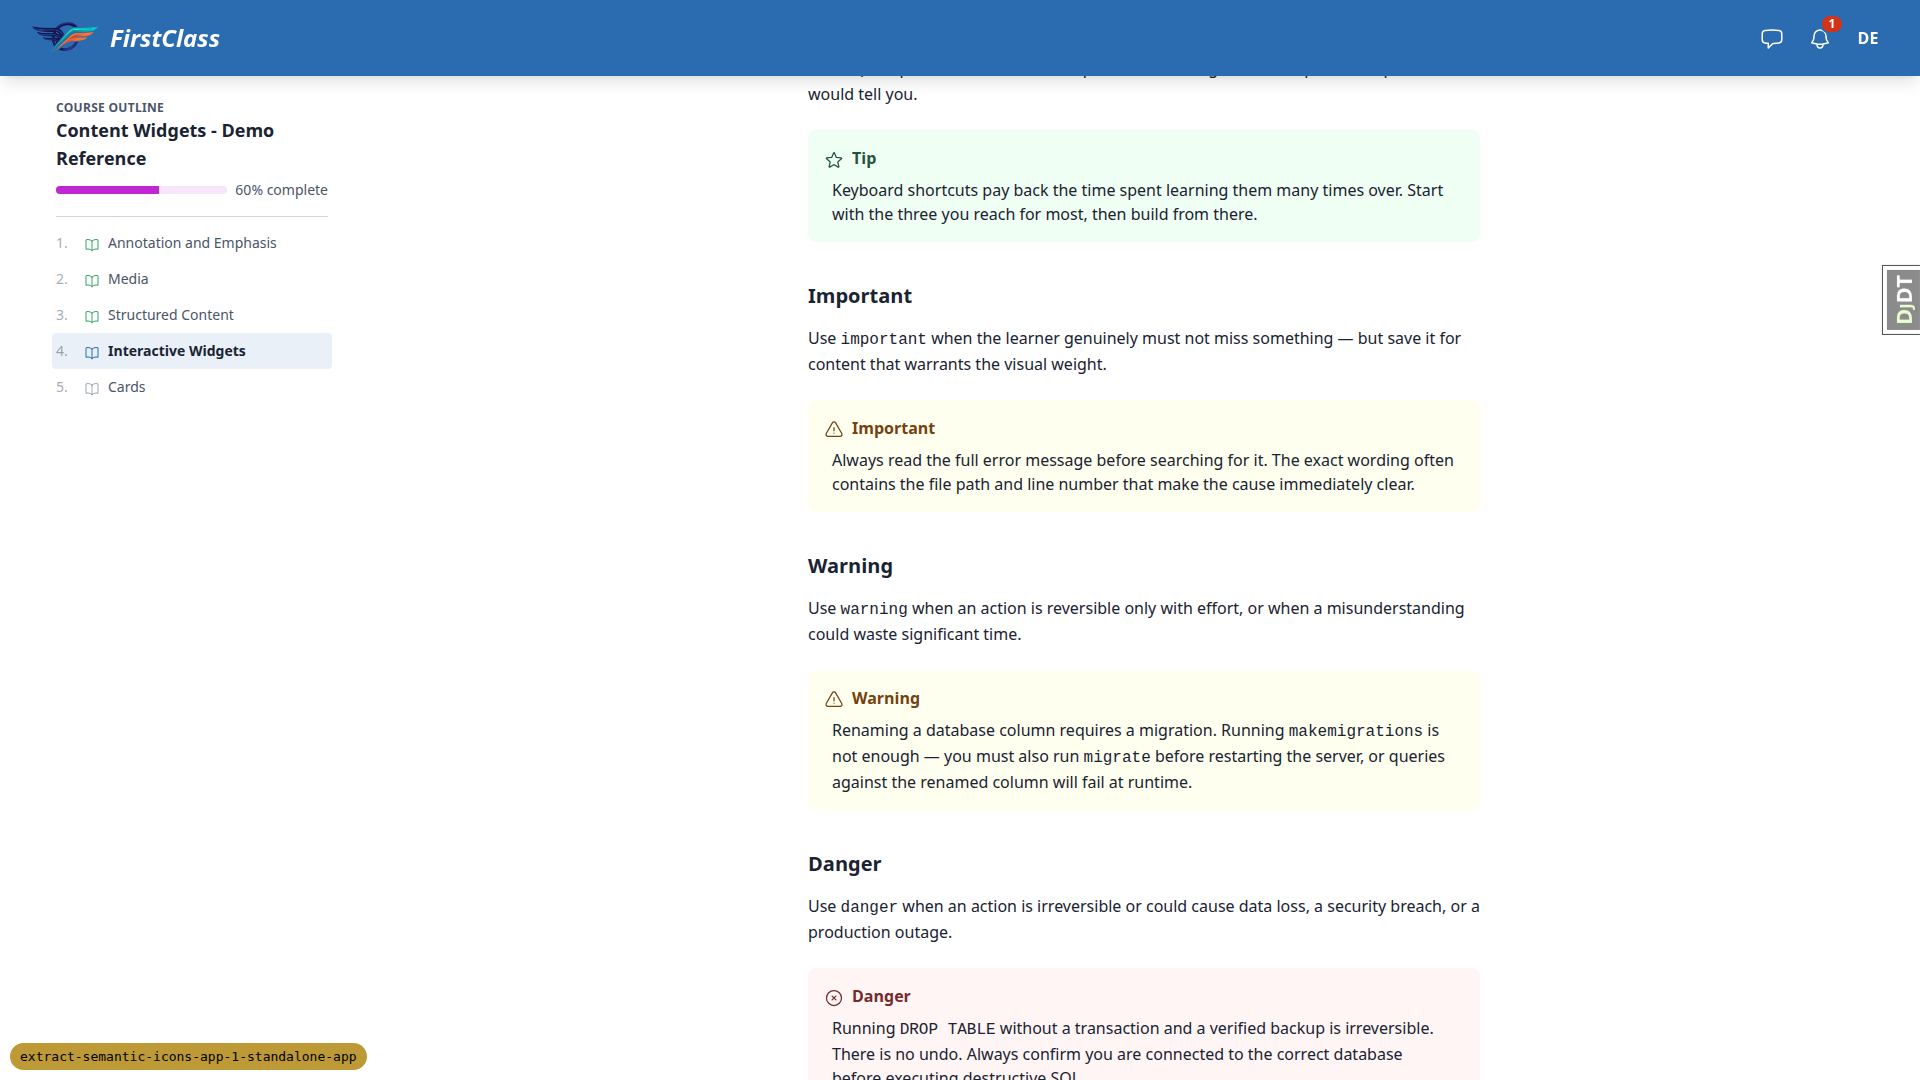 FirstClass
1
DE
COURSE OUTLINE
Content Widgets - Demo
Reference
60% complete
1. Annotation and Emphasis
2. Media
3. Structured Content
4. Interactive Widgets
5. Cards
would tell you.
Tip
Keyboard shortcuts pay back the time spent learning them many times over. Start
with the three you reach for most, then build from there.
Important
Use important when the learner genuinely must not miss something — but save it for
content that warrants the visual weight.
Important
Always read the full error message before searching for it. The exact wording often
contains the file path and line number that make the cause immediately clear.
Warning
Use warning when an action is reversible only with effort, or when a misunderstanding
could waste significant time.
Warning
Renaming a database column requires a migration. Running makemigrations is
not enough — you must also run migrate before restarting the server, or queries
against the renamed column will fail at runtime.
Danger
Use danger when an action is irreversible or could cause data loss, a security breach, or a
production outage.
Danger
Running DROP TABLE without a transaction and a verified backup is irreversible.
There is no undo. Always confirm you are connected to the correct database
before executing destructive SQL.
DjDT
extract-semantic-icons-app-1-standalone-app